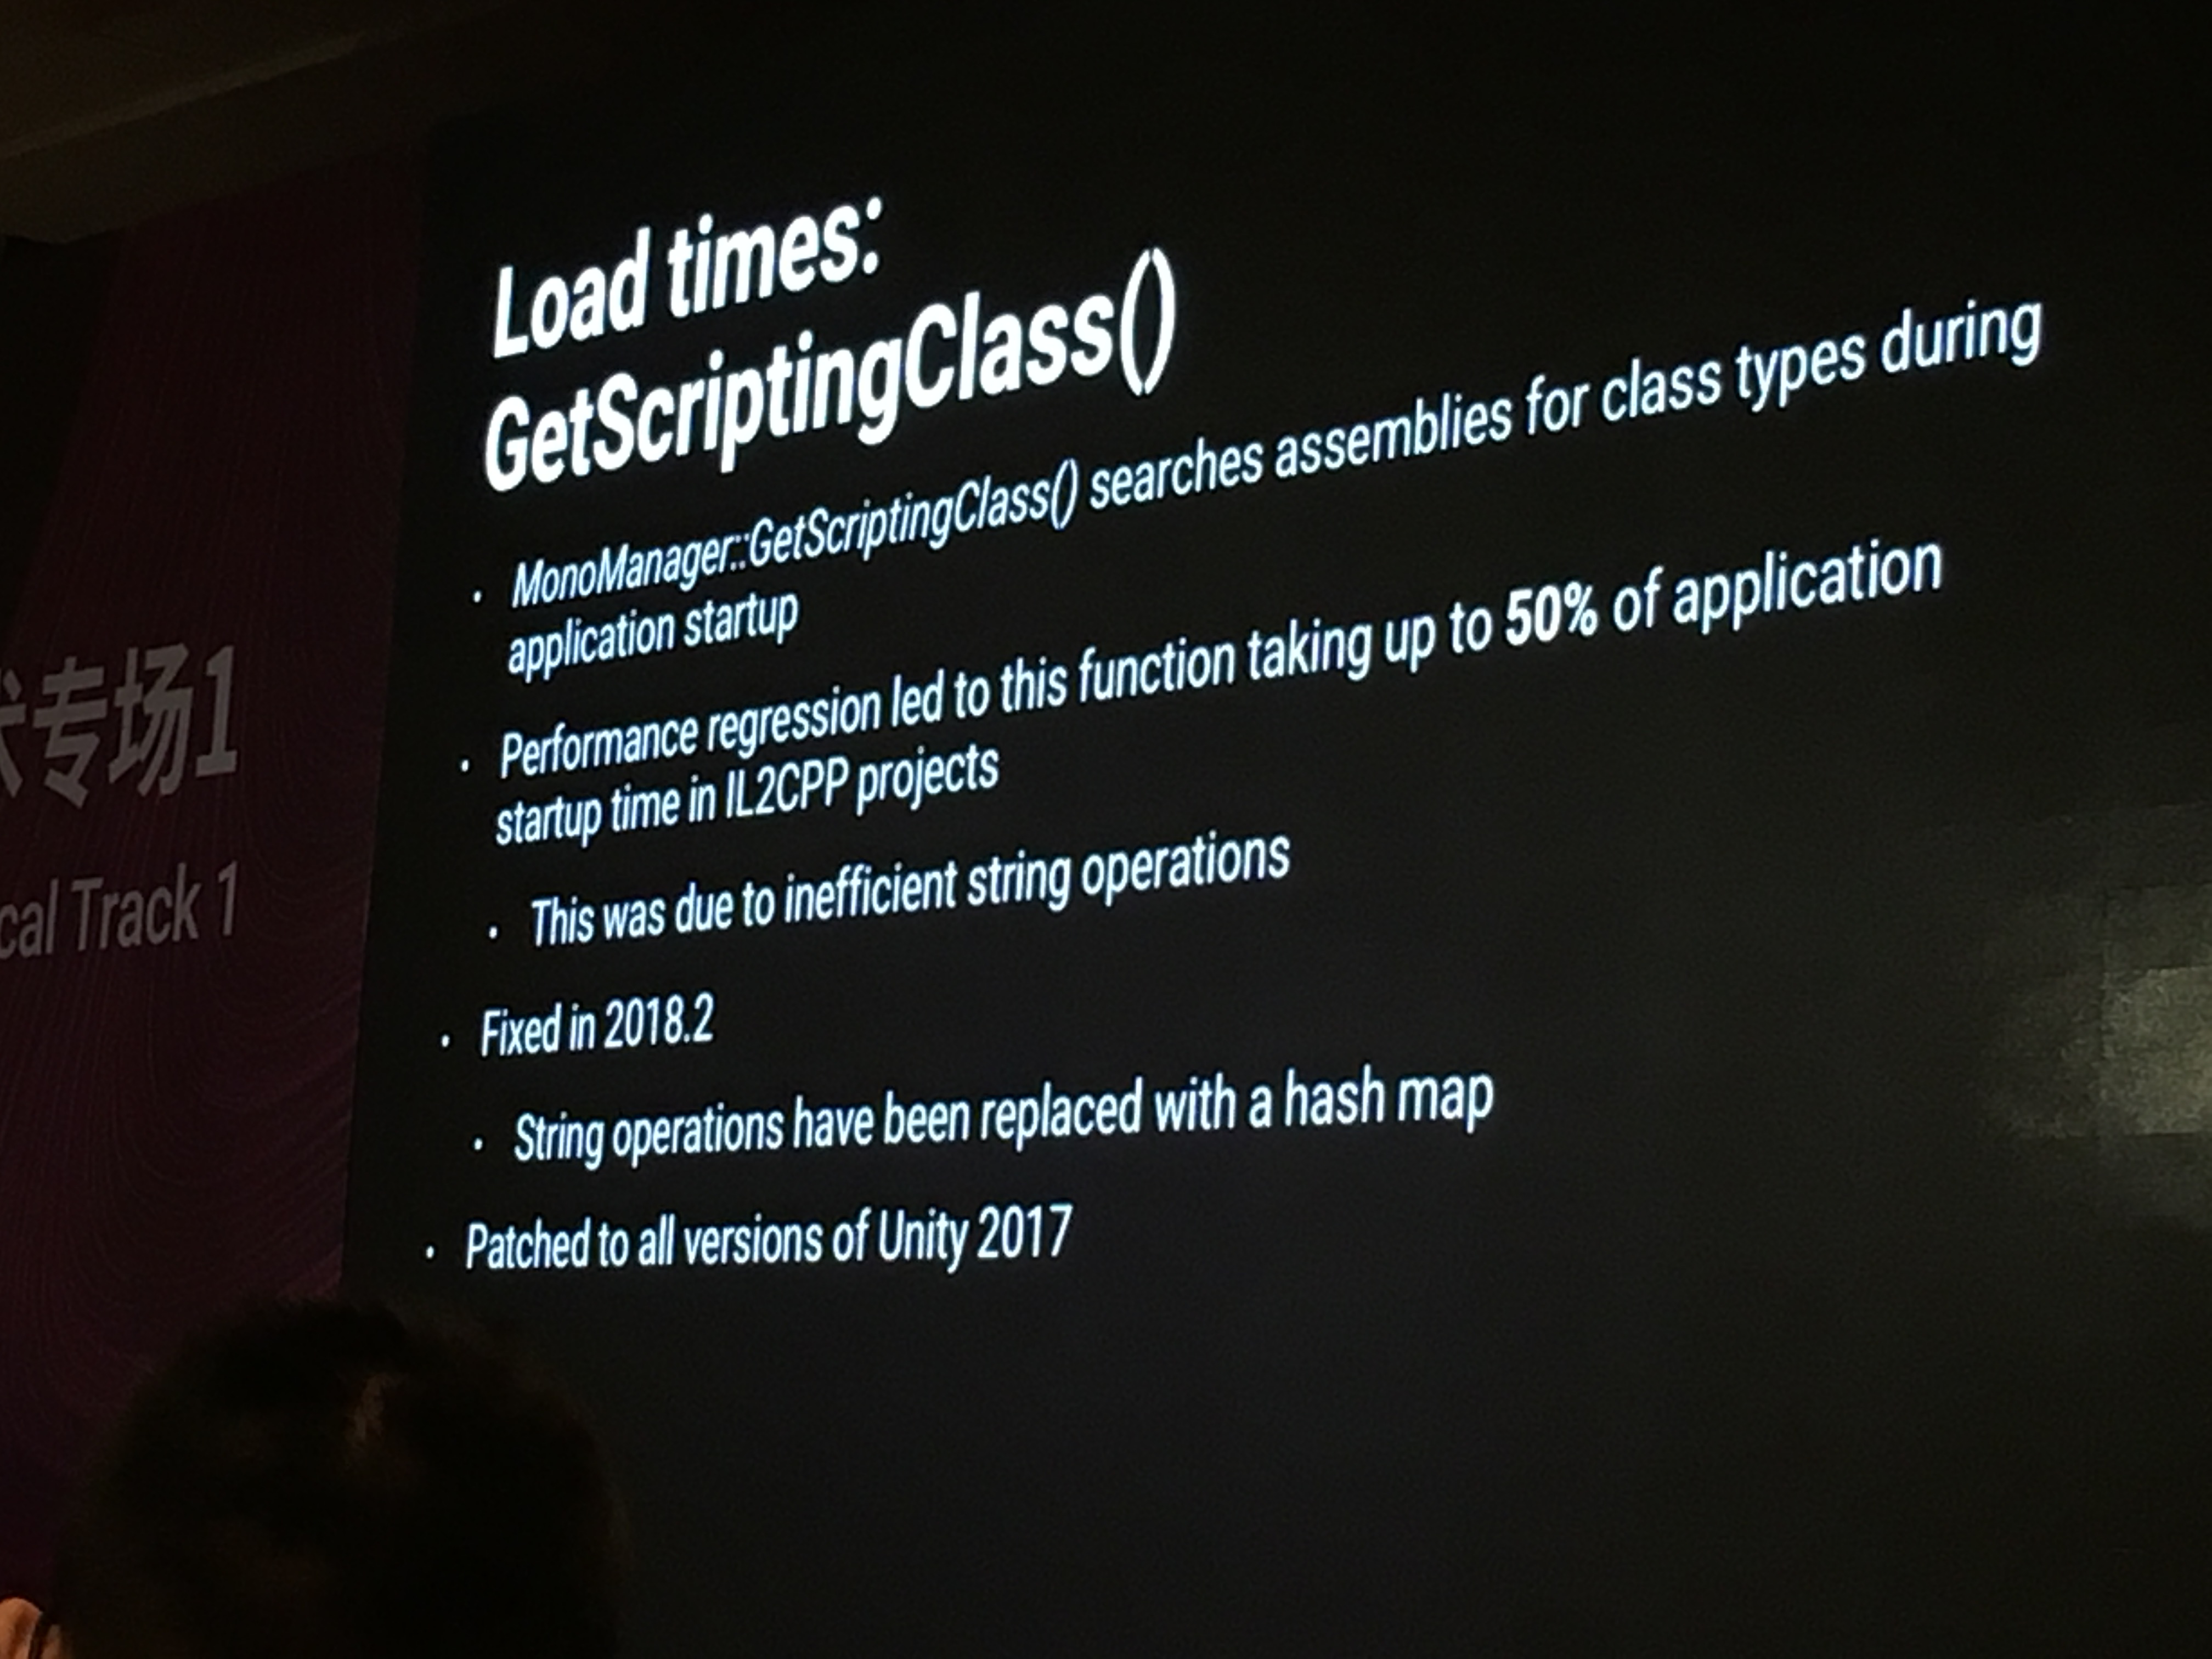 Load times:
GetScriptingClass()
• MonoManager::GetScriptingClass() searches assemblies for class types during
application startup
• Performance regression led to this function taking up to 50% of application
startup time in IL2CPP projects
• This was due to inefficient string operations
• Fixed in 2018.2
• String operations have been replaced with a hash map
• Patched to all versions of Unity 2017
专场1
cal Track 1